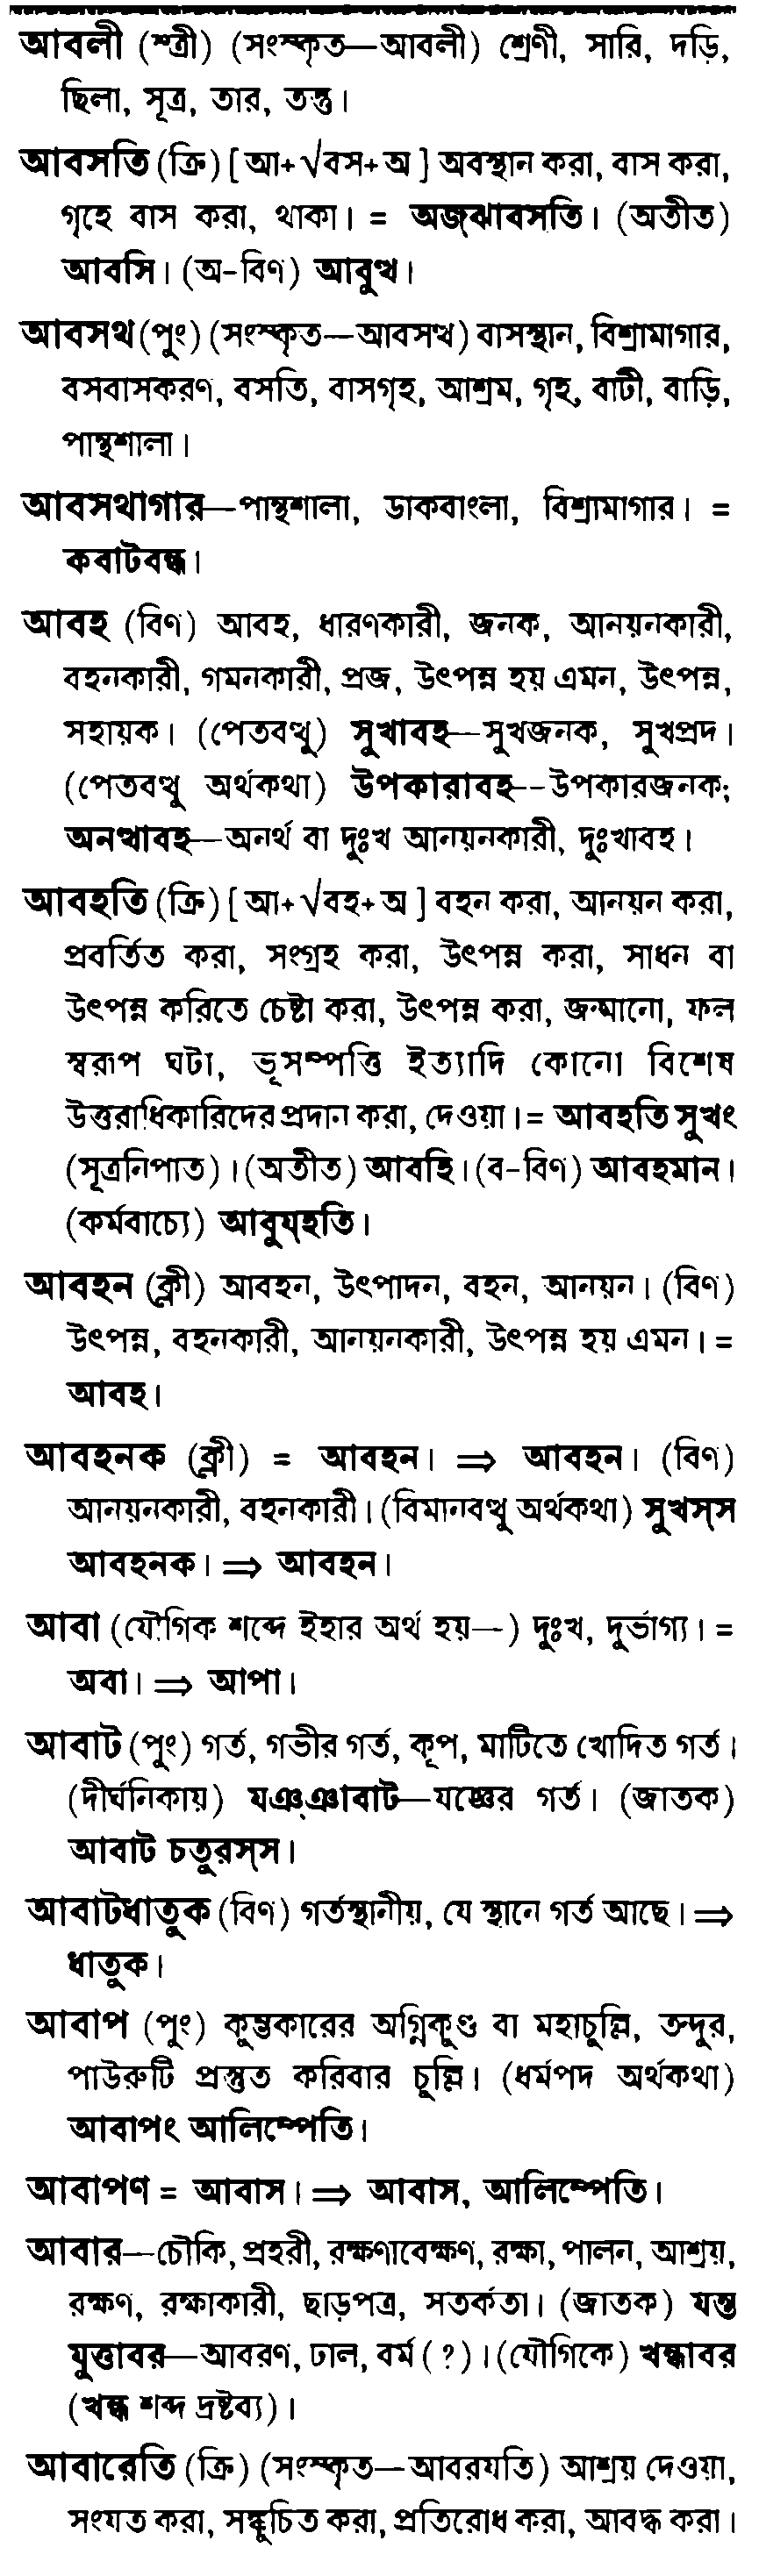 আবলী (স্ত্রী) (সংস্কৃত—আবলী) শ্রেণী, সারি, দড়ি,
ছিলা, সূত্র, তার, তন্তু।
আবসতি (ক্রি) [ আ+√বস+অ ] অবস্থান করা, বাস করা,
গৃহে বাস করা, থাকা। = অজ্‌ঝাবসতি। (অতীত)
আবসি। (অ-বিণ) আবুত্থ।
আবসথ (পুং) (সংস্কৃত—আবসত্থ) বাসস্থান, বিশ্রামাগার,
বসবাসকরণ, বসতি, বাসগৃহ, আশ্রম, গৃহ, বাটী, বাড়ি,
পান্থশালা।
আবসথাগার—পান্থশালা, ডাকবাংলা, বিশ্রামাগার। =
কবাটবদ্ধ।
আবহ (বিণ) আবহ, ধারণকারী, জনক, আনয়নকারী,
বহনকারী, গমনকারী, প্রজ, উৎপন্ন হয় এমন, উৎপন্ন,
সহায়ক। (পেতবত্থু) সুখাবহ—সুখজনক, সুখপ্রদ।
(পেতবত্থু অর্থকথা) উপকারাবহ--উপকারজনক;
অনত্থাবহ—অনর্থ বা দুঃখ আনয়নকারী, দুঃখাবহ।
আবহতি (ক্রি) [ আ+√বহ+অ ] বহন করা, আনয়ন করা,
প্রবর্তিত করা, সংগ্রহ করা, উৎপন্ন করা, সাধন বা
উৎপন্ন করিতে চেষ্টা করা, উৎপন্ন করা, জন্মানো, ফল
স্বরূপ ঘটা, ভূসম্পত্তি ইত্যাদি কোনো বিশেষ
উত্তরাধিকারিদের প্রদান করা, দেওয়া। = আবহতি সুখং
(সূত্রনিপাত)। (অতীত) আবহি। (ব-বিণ) আবহমান।
(কর্মবাচ্যে) আবুয্‌হতি।
আবহন (ক্লী) আবহন, উৎপাদন, বহন, আনয়ন। (বিণ)
উৎপন্ন, বহনকারী, আনয়নকারী, উৎপন্ন হয় এমন। =
আবহ।
আবহনক (ক্লী) = আবহন। ⇒ আবহন। (বিণ)
আনয়নকারী, বহনকারী। (বিমানবত্থু অর্থকথা) সুখস্‌স
আবহনক। ⇒ আবহন।
আবা (যৌগিক শব্দে ইহার অর্থ হয়—) দুঃখ, দুর্ভাগ্য। =
অবা। ⇒ আপা।
আবাট (পুং) গর্ত, গভীর গর্ত, কূপ, মাটিতে খোদিত গর্ত।
(দীর্ঘনিকায়) যঞ্‌ঞাবাট—যজ্ঞের গর্ত। (জাতক)
আবাট চতুরস্‌স।
আবাটধাতুক (বিণ) গর্তস্থানীয়, যে স্থানে গর্ত আছে। ⇒
ধাতুক।
আবাপ (পুং) কুম্ভকারের অগ্নিকুণ্ড বা মহাচুল্লি, তন্দুর,
পাউরুটি প্রস্তুত করিবার চুল্লি। (ধর্মপদ অর্থকথা)
আবাপং আলিম্পেতি।
আবাপণ = আবাস। ⇒ আবাস, আলিম্পেতি।
আবার—চৌকি, প্রহরী, রক্ষণাবেক্ষণ, রক্ষা, পালন, আশ্রয়,
রক্ষণ, রক্ষাকারী, ছাড়পত্র, সতর্কতা। (জাতক) যন্ত
যুত্তাবর—আবরণ, ঢাল, বর্ম (?)। (যৌগিকে) খন্ধাবর
(খন্ধ শব্দ দ্রষ্টব্য)।
আবারেতি (ক্রি) (সংস্কৃত—আবরযতি) আশ্রয় দেওয়া,
সংযত করা, সঙ্কুচিত করা, প্রতিরোধ করা, আবদ্ধ করা।